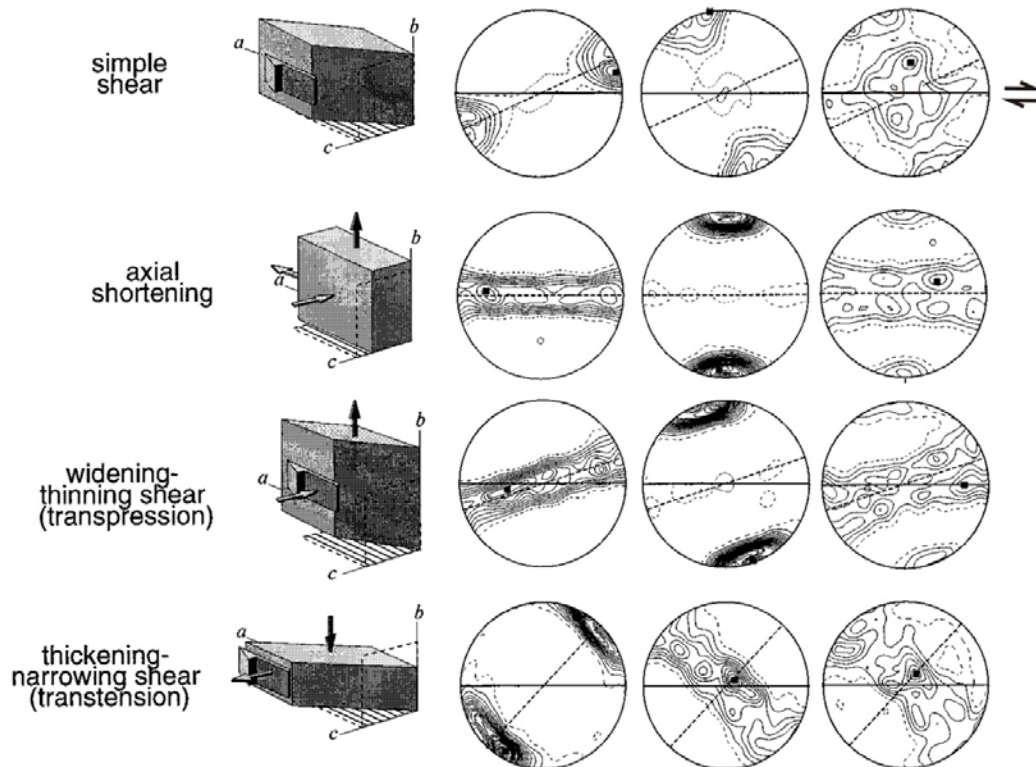 b
a
simple
shear
c
b
a
axial
shortening
c
b
a
widening-
thinning shear
(transpression)
c
b
a
thickening-
narrowing shear
(transtension)
c